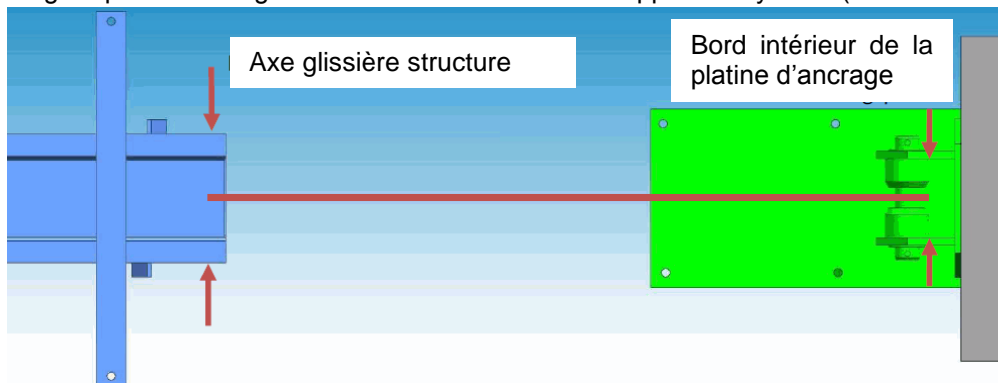 Axe glissière structure
Bord intérieur de la
platine d'ancrage